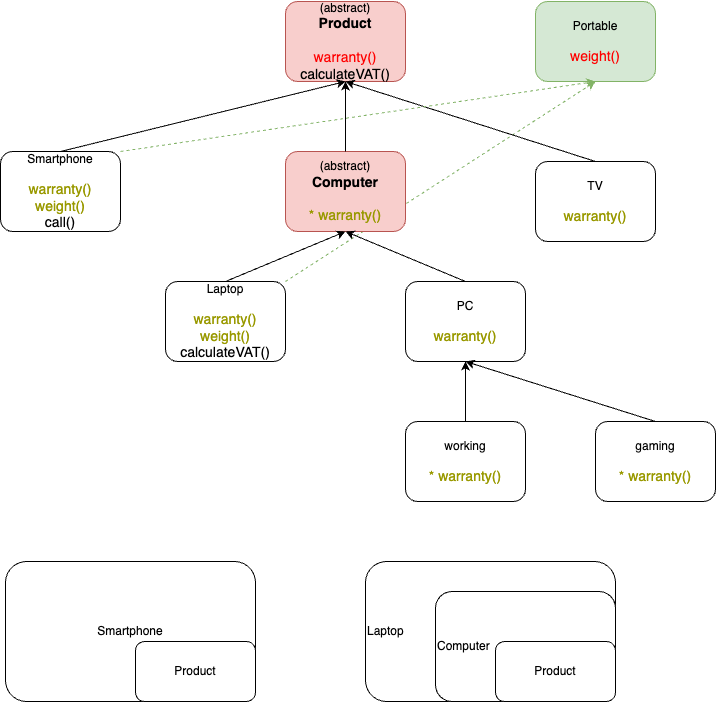 (abstract)
Product
warranty()
calculateVAT()
Portable
weight()
Smartphone
warranty()
weight()
call()
(abstract)
Computer
* warranty()
TV
warranty()
Laptop
warranty()
weight()
calculateVAT()
PC
warranty()
working
* warranty()
gaming
* warranty()
Smartphone
Product
Laptop
Computer
Product